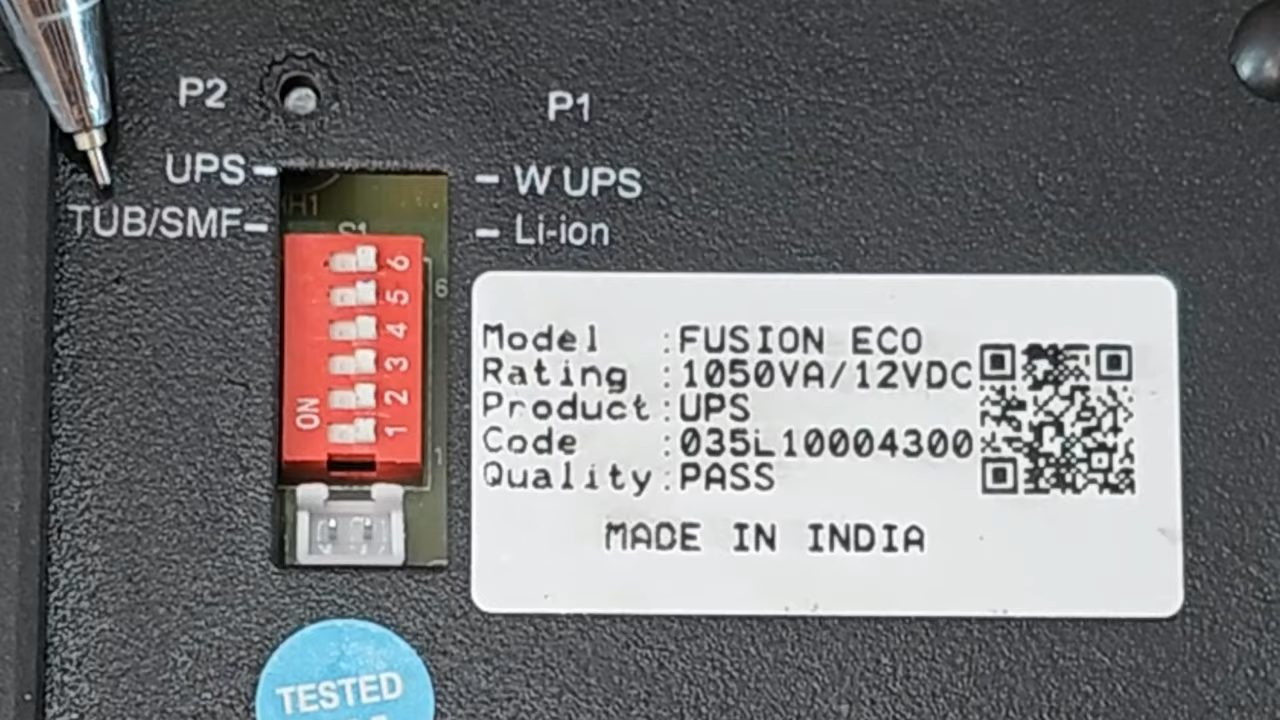 P2
P1
UPS
W UPS
TUB/SMF
Li-ion
H1
S1
6
5
4
3
2
1
ON
6
1
Model :FUSION ECO
Rating :1050VA/12VDC
Product:UPS
Code :035L10004300
Quality:PASS
MADE IN INDIA
TESTED